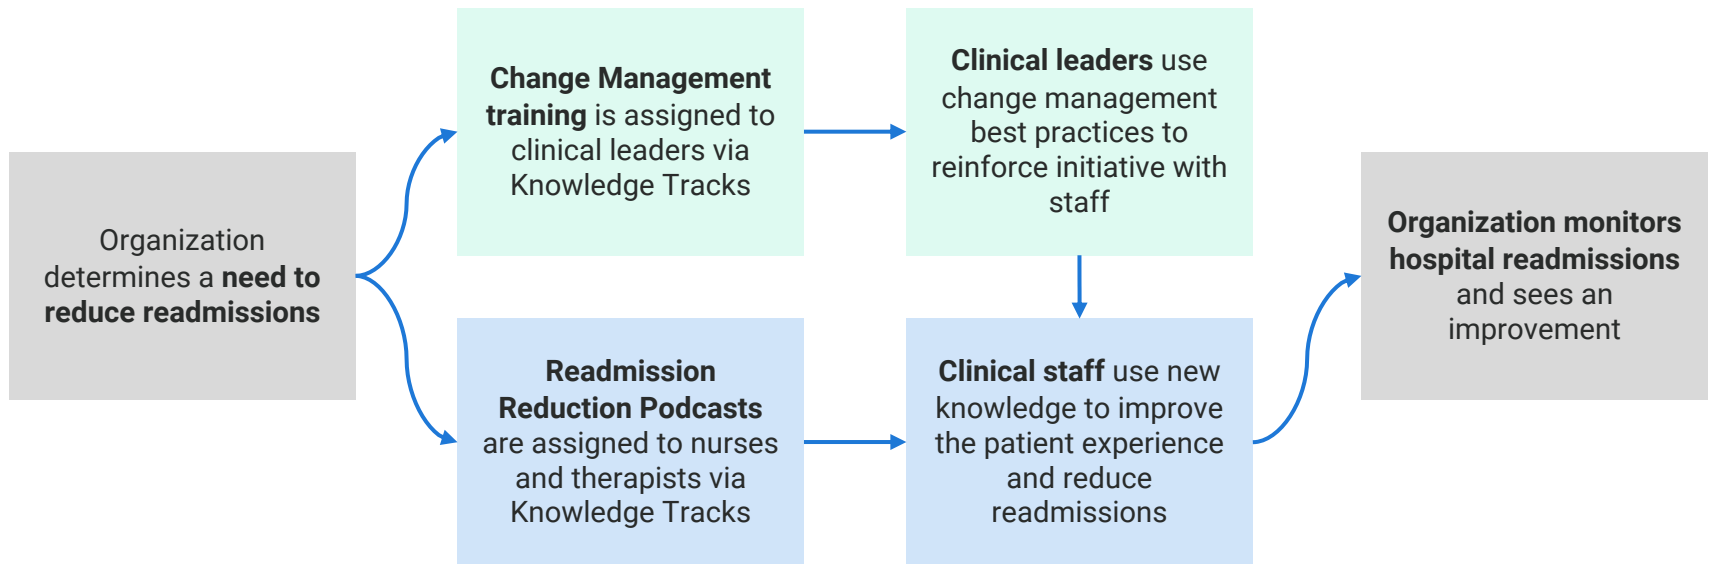 Organization
determines a need to
reduce readmissions
Change Management
training is assigned to
clinical leaders via
Knowledge Tracks
Clinical leaders use
change management
best practices to
reinforce initiative with
staff
Readmission
Reduction Podcasts
are assigned to nurses
and therapists via
Knowledge Tracks
Clinical staff use new
knowledge to improve
the patient experience
and reduce
readmissions
Organization monitors
hospital readmissions
and sees an
improvement